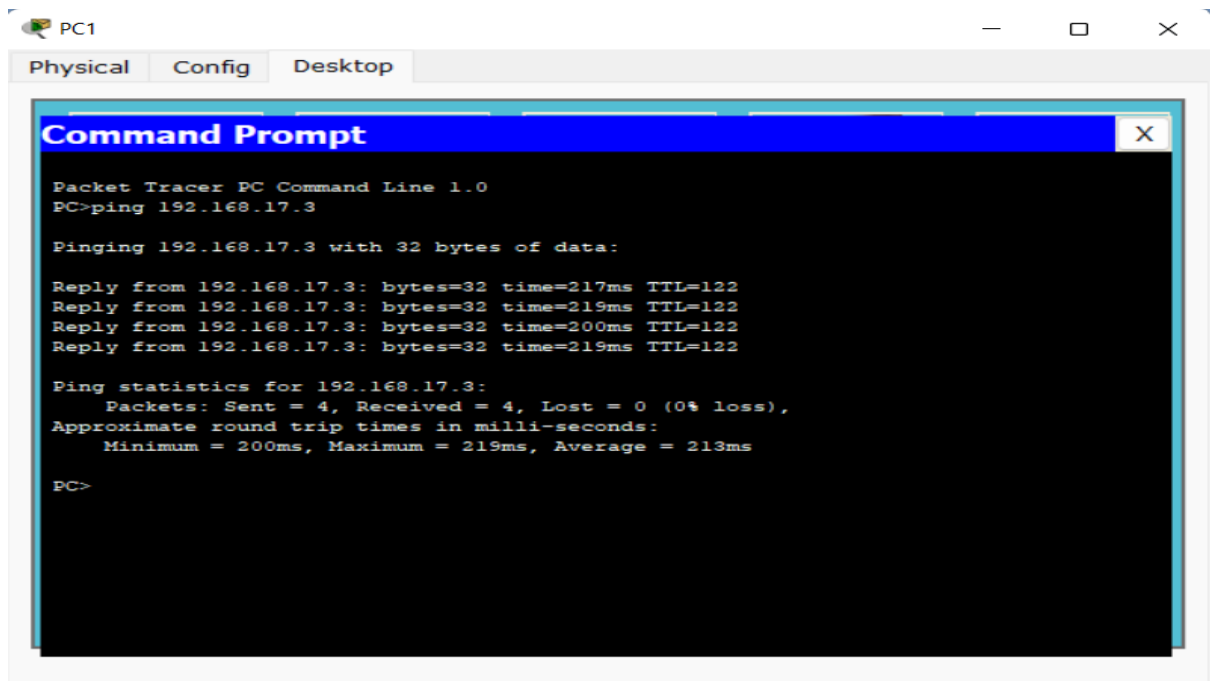 PC1
Physical Config Desktop
Command Prompt X
Packet Tracer PC Command Line 1.0
PC>ping 192.168.17.3
Pinging 192.168.17.3 with 32 bytes of data:
Reply from 192.168.17.3: bytes=32 time=217ms TTL=122
Reply from 192.168.17.3: bytes=32 time=219ms TTL=122
Reply from 192.168.17.3: bytes=32 time=200ms TTL=122
Reply from 192.168.17.3: bytes=32 time=219ms TTL=122
Ping statistics for 192.168.17.3:
Packets: Sent = 4, Received = 4, Lost = 0 (0% loss),
Approximate round trip times in milli-seconds:
Minimum = 200ms, Maximum = 219ms, Average = 213ms
PC>